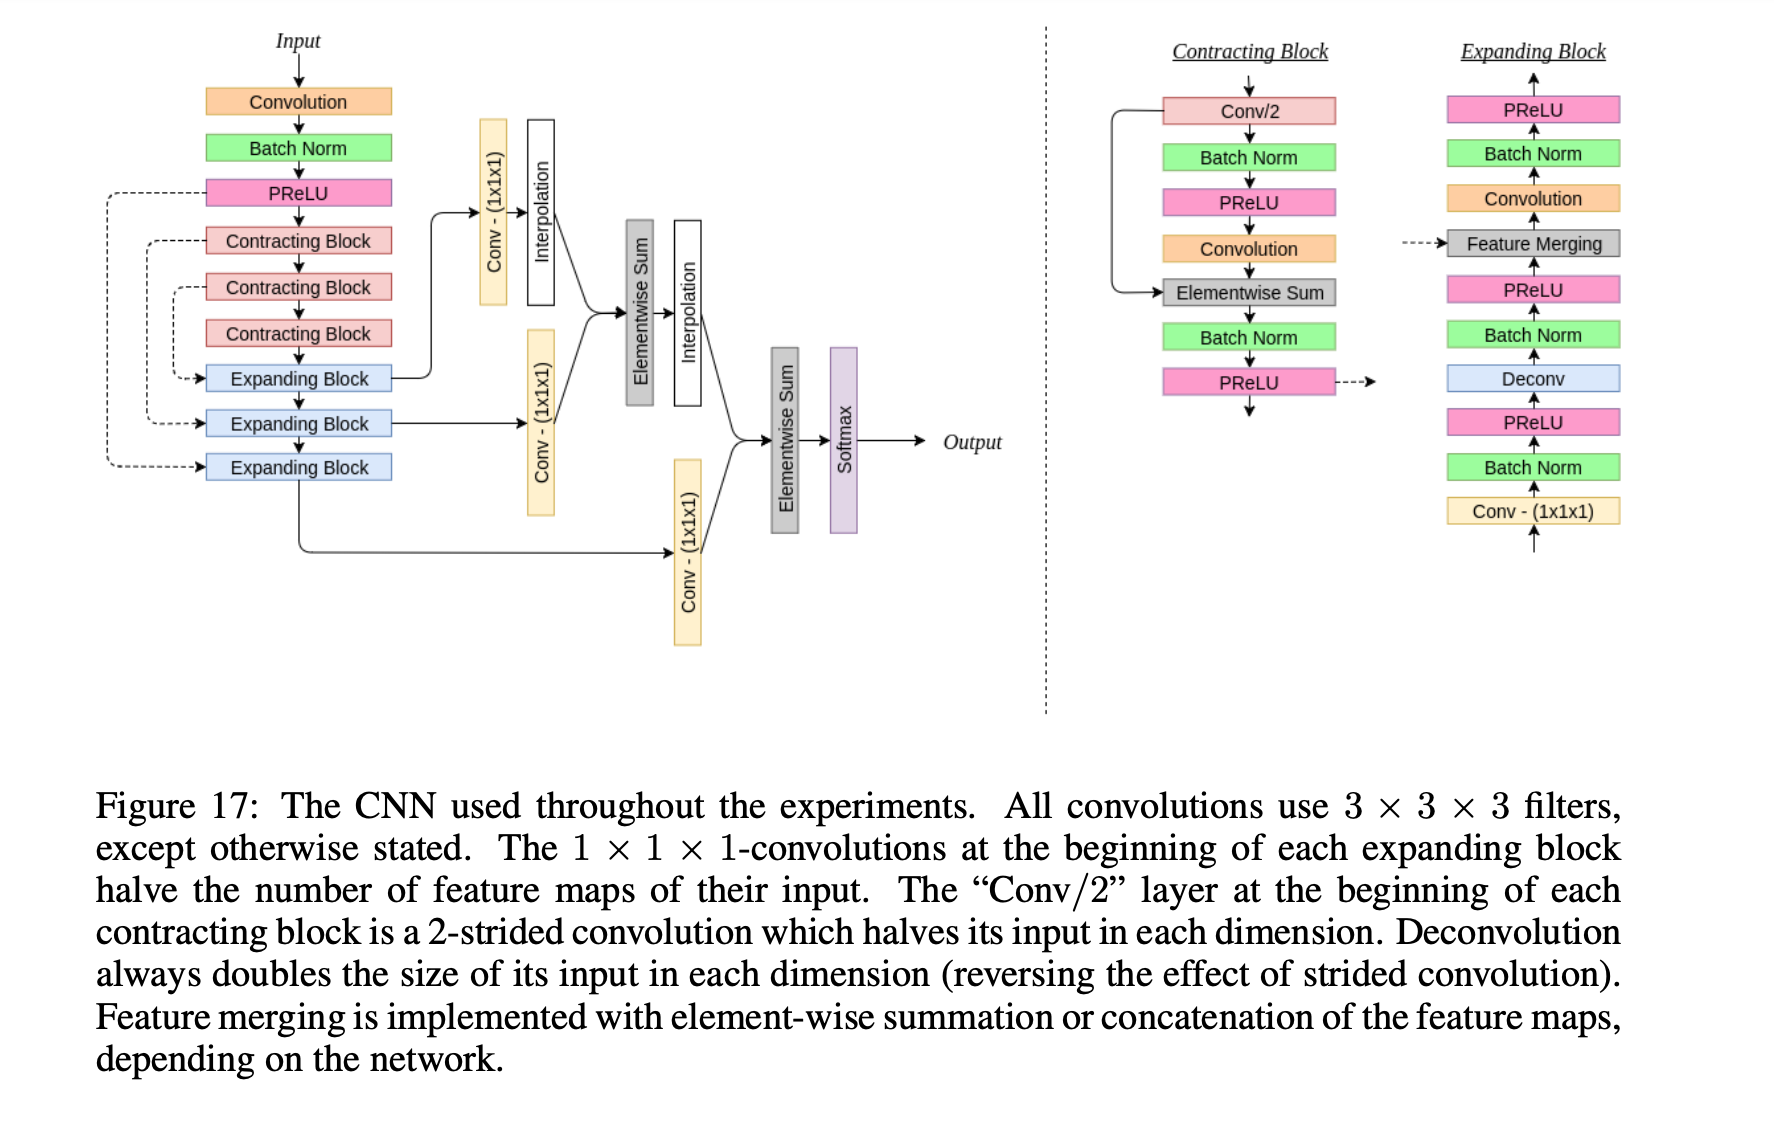 Input
Convolution
Batch Norm
PReLU
Contracting Block
Contracting Block
Contracting Block
Expanding Block
Expanding Block
Expanding Block
Conv - (1x1x1)
Interpolation
Conv - (1x1x1)
Elementwise Sum
Interpolation
Conv - (1x1x1)
Elementwise Sum
Softmax
Output
Contracting Block
Conv/2
Batch Norm
PReLU
Convolution
Elementwise Sum
Batch Norm
PReLU
Expanding Block
PReLU
Batch Norm
Convolution
Feature Merging
PReLU
Batch Norm
Deconv
PReLU
Batch Norm
Conv - (1x1x1)
Figure 17: The CNN used throughout the experiments. All convolutions use 3 × 3 × 3 filters,
except otherwise stated. The 1 × 1 × 1-convolutions at the beginning of each expanding block
halve the number of feature maps of their input. The “Conv/2” layer at the beginning of each
contracting block is a 2-strided convolution which halves its input in each dimension. Deconvolution
always doubles the size of its input in each dimension (reversing the effect of strided convolution).
Feature merging is implemented with element-wise summation or concatenation of the feature maps,
depending on the network.